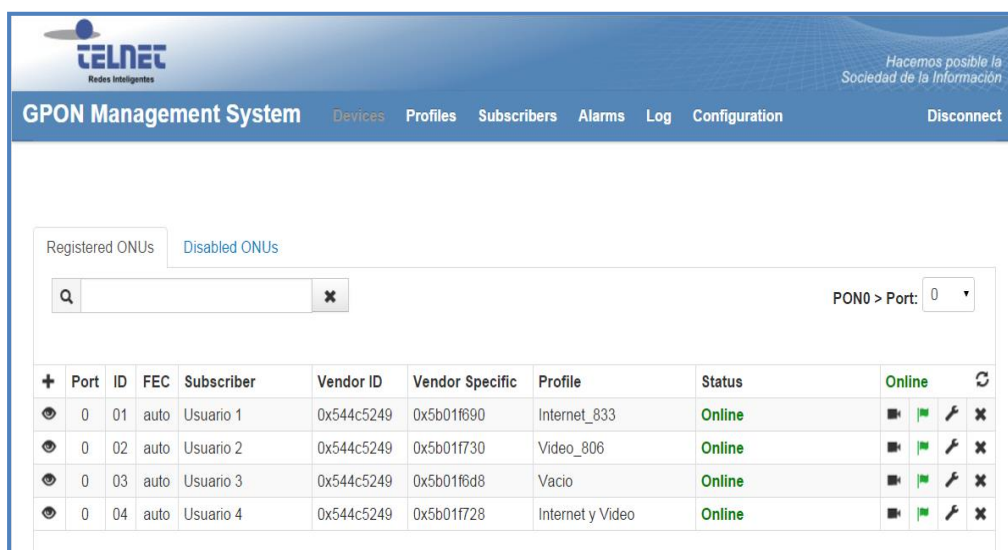 TELNET
Redes Inteligentes
Hacemos posible la
Sociedad de la Información
GPON Management System Devices Profiles Subscribers Alarms Log Configuration Disconnect
Registered ONUs Disabled ONUs
PON0 > Port: 0
Port ID FEC Subscriber Vendor ID Vendor Specific Profile Status Online
0 01 auto Usuario 1 0x544c5249 0x5b01f690 Internet_833 Online
0 02 auto Usuario 2 0x544c5249 0x5b01f730 Video_806 Online
0 03 auto Usuario 3 0x544c5249 0x5b01f6d8 Vacio Online
0 04 auto Usuario 4 0x544c5249 0x5b01f728 Internet y Video Online